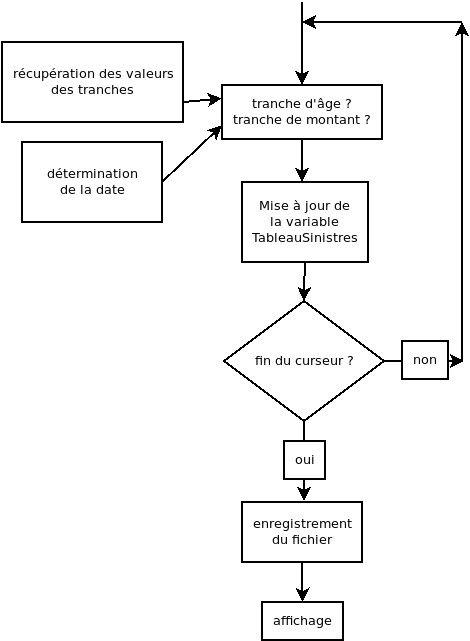 récupération des valeurs
des tranches
tranche d'âge ?
tranche de montant ?
détermination
de la date
Mise à jour de
la variable
TableauSinistres
fin du curseur ?
non
oui
enregistrement
du fichier
affichage